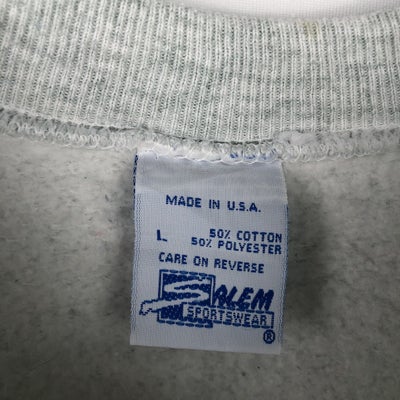 MADE IN U.S.A.
L 50% COTTON
50% POLYESTER
CARE ON REVERSE
SALEM
SPORTSWEAR
®